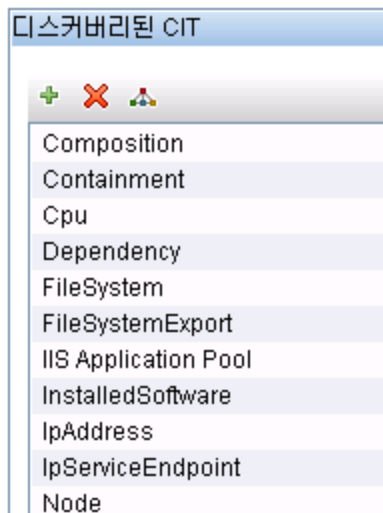 디스커버리된 CIT
Composition
Containment
Cpu
Dependency
FileSystem
FileSystemExport
IIS Application Pool
InstalledSoftware
IpAddress
IpServiceEndpoint
Node